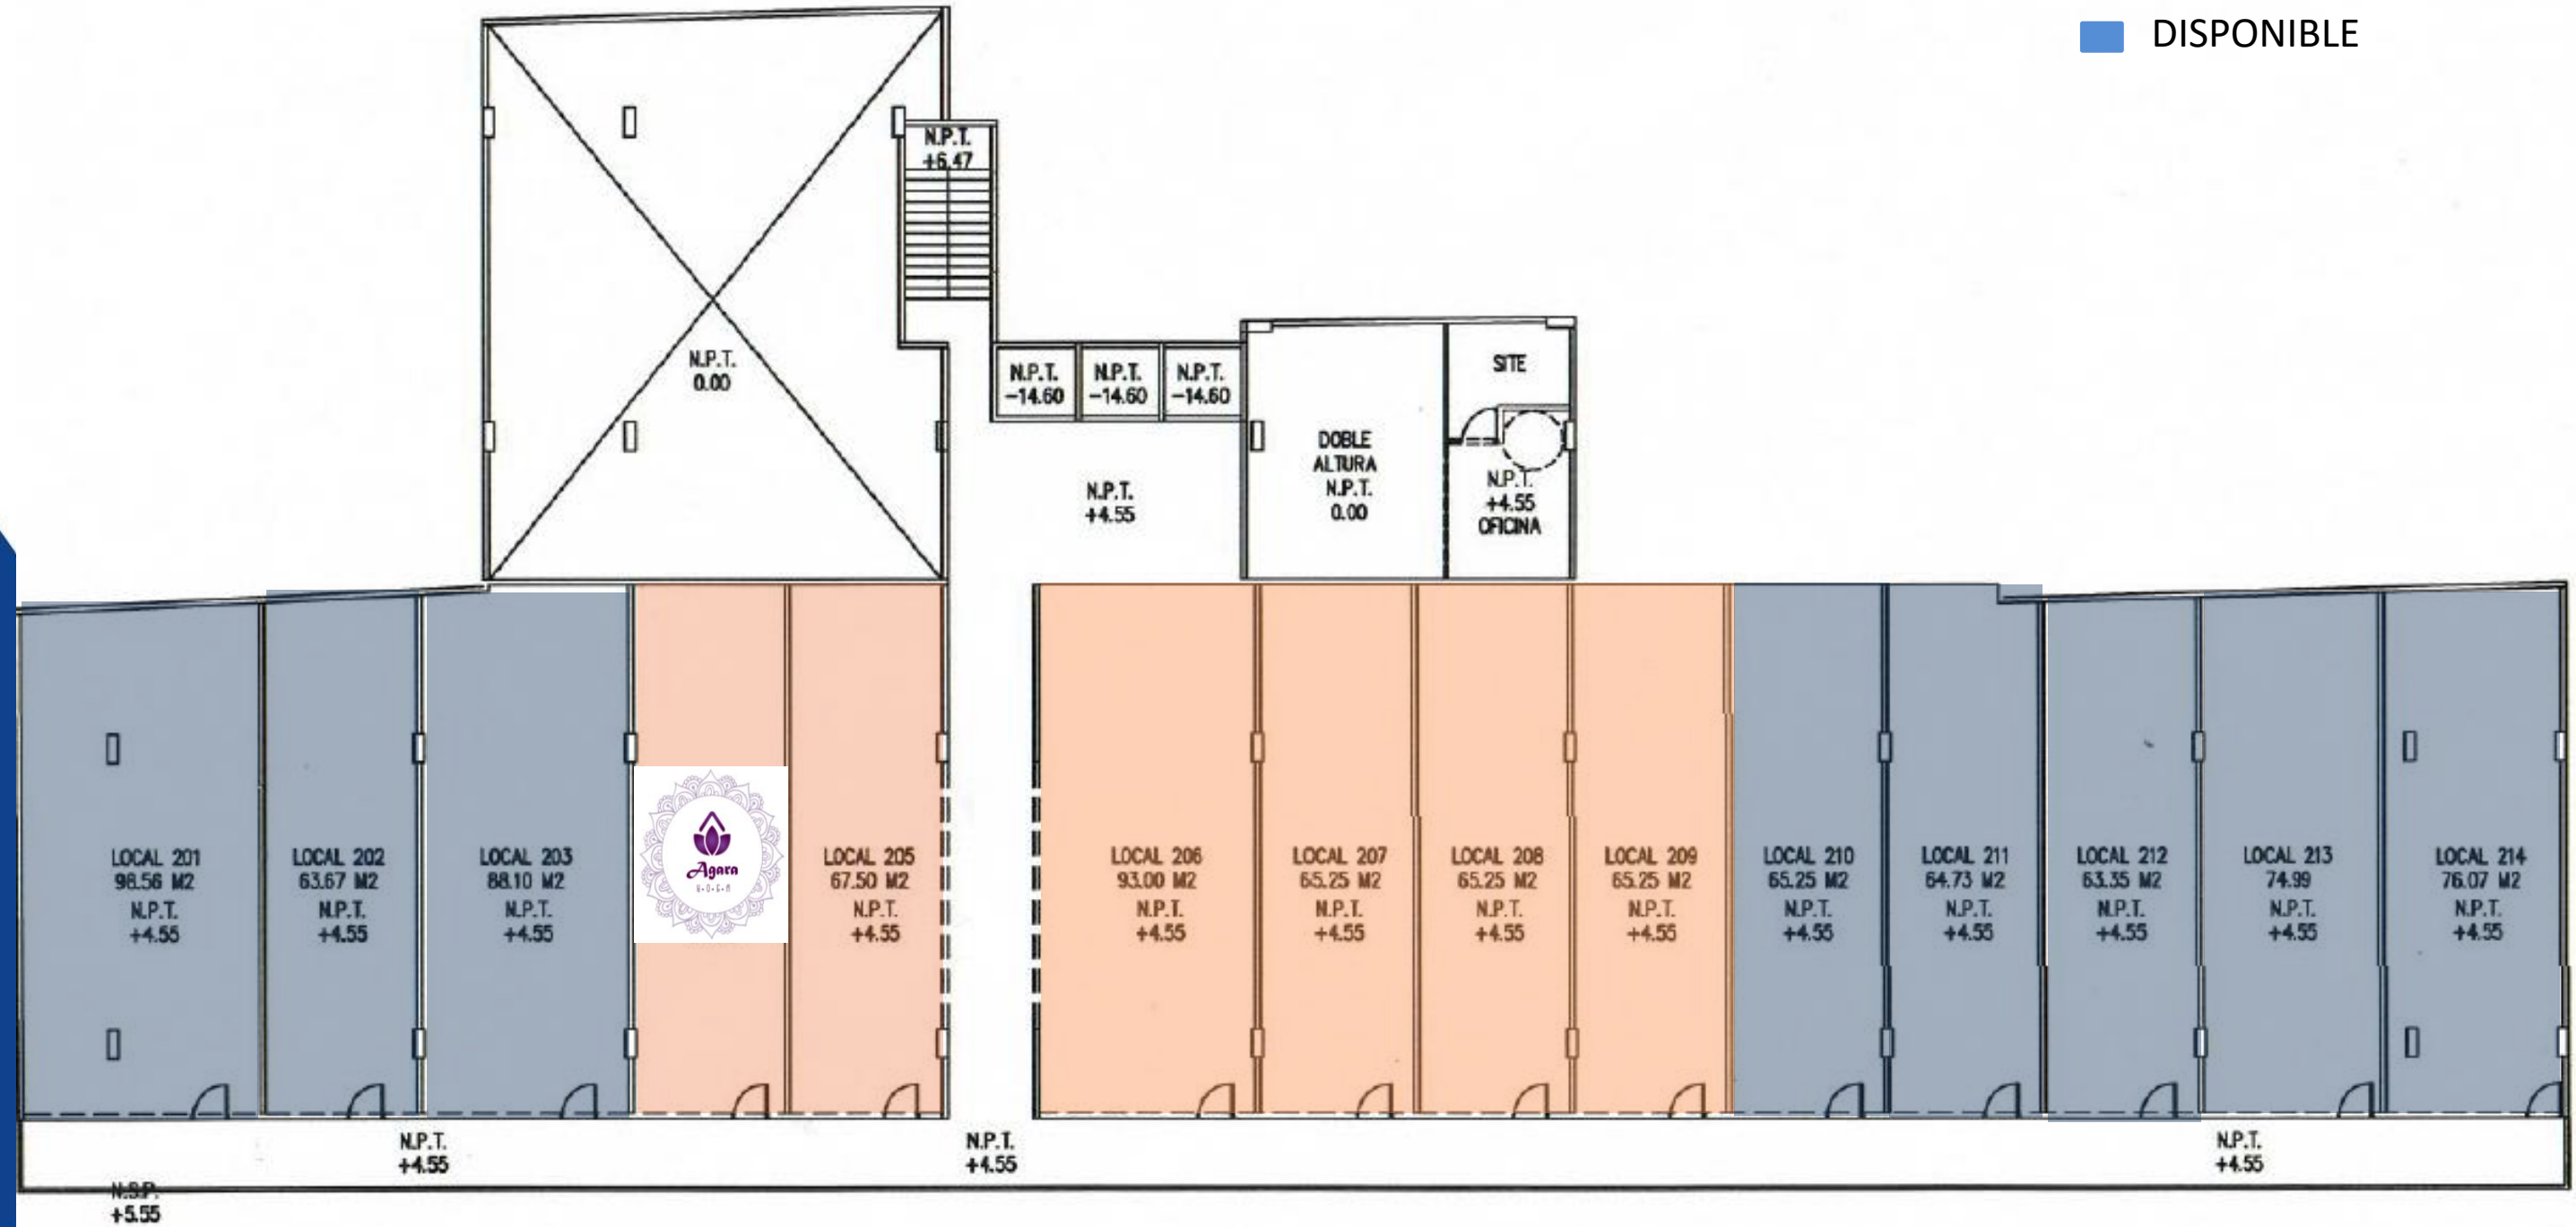 DISPONIBLE
N.P.T.
+6.47
N.P.T.
0.00
N.P.T.
-14.60
N.P.T.
-14.60
N.P.T.
-14.60
SITE
DOBLE
ALTURA
N.P.T.
0.00
N.P.T.
+4.55
OFICINA
N.P.T.
+4.55
LOCAL 201
98.56 M2
N.P.T.
+4.55
LOCAL 202
63.67 M2
N.P.T.
+4.55
LOCAL 203
88.10 M2
N.P.T.
+4.55
Agara
LOCAL 205
67.50 M2
N.P.T.
+4.55
LOCAL 206
93.00 M2
N.P.T.
+4.55
LOCAL 207
65.25 M2
N.P.T.
+4.55
LOCAL 208
65.25 M2
N.P.T.
+4.55
LOCAL 209
65.25 M2
N.P.T.
+4.55
LOCAL 210
65.25 M2
N.P.T.
+4.55
LOCAL 211
64.73 M2
N.P.T.
+4.55
LOCAL 212
63.35 M2
N.P.T.
+4.55
LOCAL 213
74.99
N.P.T.
+4.55
LOCAL 214
76.07 M2
N.P.T.
+4.55
N.P.T.
+4.55
N.P.T.
+4.55
N.P.T.
+4.55
N.S.P.
+5.55